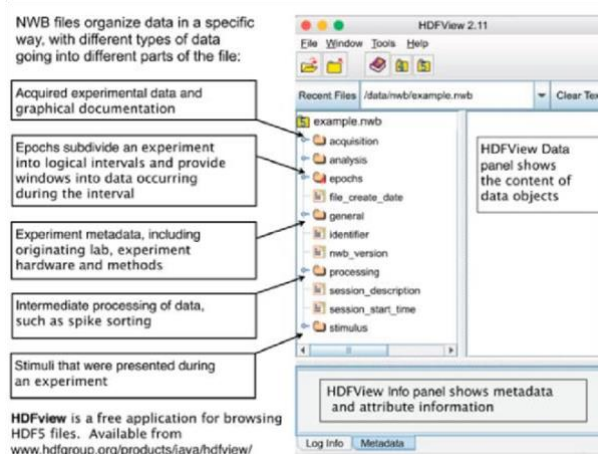 NWB files organize data in a specific
way, with different types of data
going into different parts of the file:
Acquired experimental data and
graphical documentation
Epochs subdivide an experiment
into logical intervals and provide
windows into data occurring
during the interval
Experiment metadata, including
originating lab, experiment
hardware and methods
Intermediate processing of data,
such as spike sorting
Stimuli that were presented during
an experiment
HDFview is a free application for browsing
HDF5 files. Available from
www.hdfgroup.org/products/java/hdfview/
HDFView 2.11
File Window Tools Help
Recent Files /data/nwb/example.nwb Clear Tex
example.nwb
acquisition
analysis
epochs
file_create_date
general
identifier
nwb_version
processing
session_description
session_start_time
stimulus
HDFView Data
panel shows
the content of
data objects
HDFView Info panel shows metadata
and attribute information
Log Info Metadata